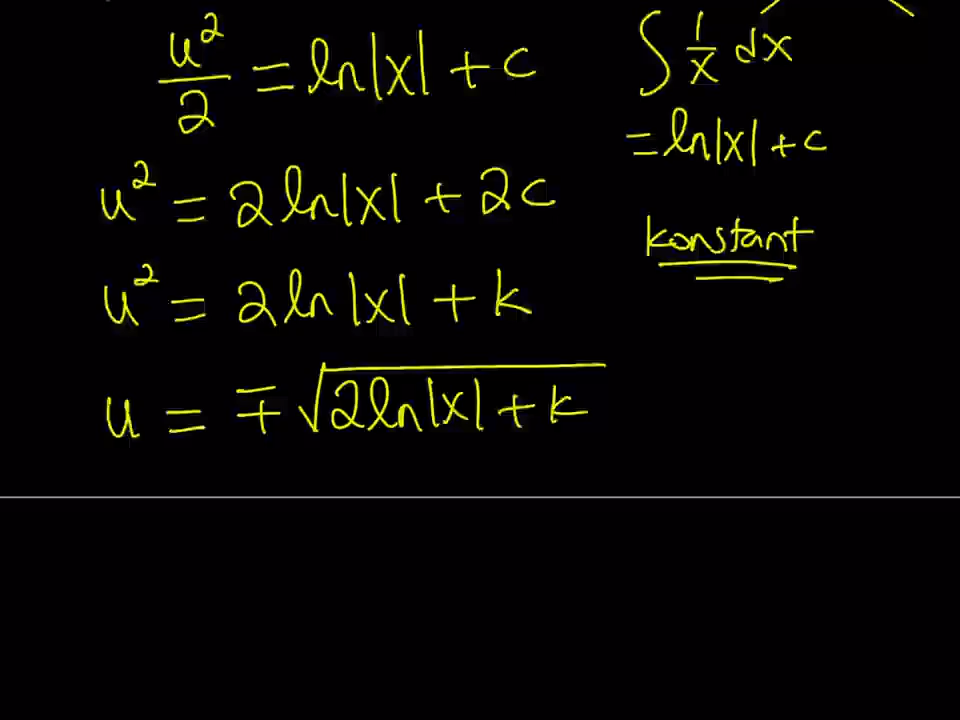 u²/2 = ln|x| + c
u² = 2ln|x| + 2c
u² = 2ln|x| + k
u = ∓√(2ln|x| + k)
∫ 1/x dx
= ln|x| + c
konstant